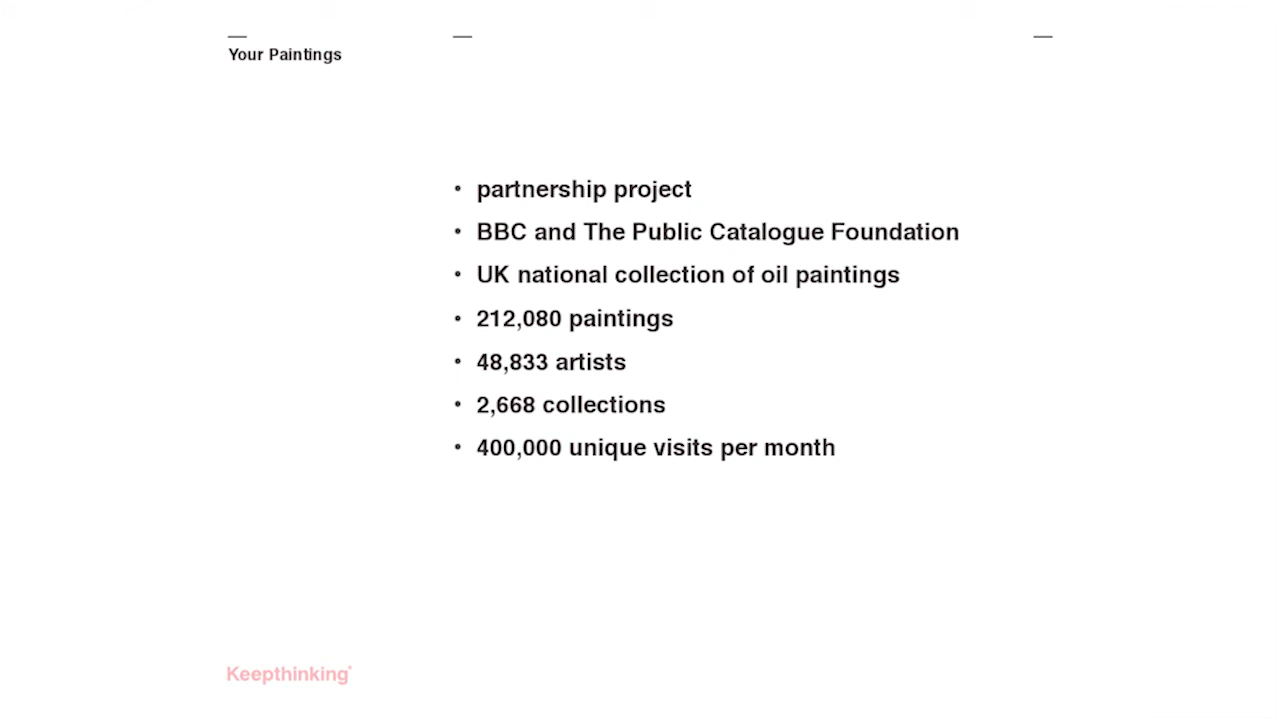 Your Paintings
• partnership project
• BBC and The Public Catalogue Foundation
• UK national collection of oil paintings
• 212,080 paintings
• 48,833 artists
• 2,668 collections
• 400,000 unique visits per month
Keepthinking